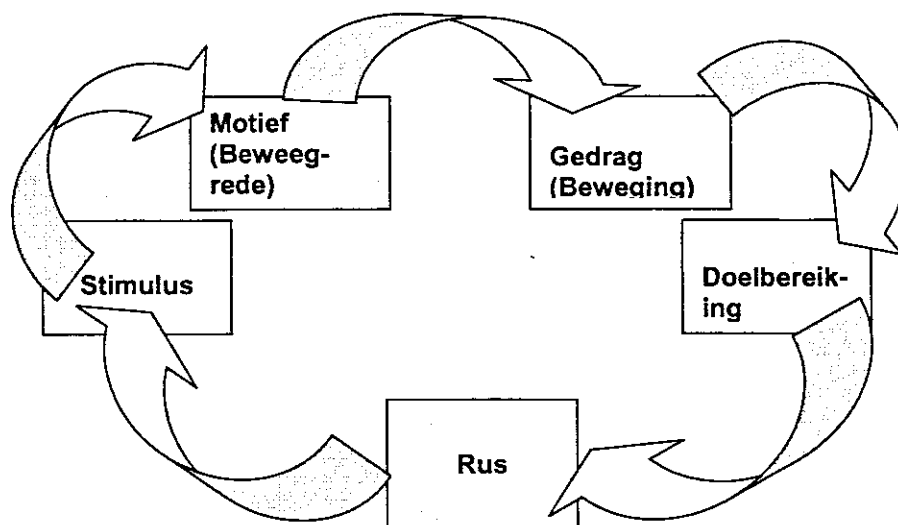 Motief
(Beweeg-
rede)
Gedrag
(Beweging)
Stimulus
Doelbereik-
ing
Rus